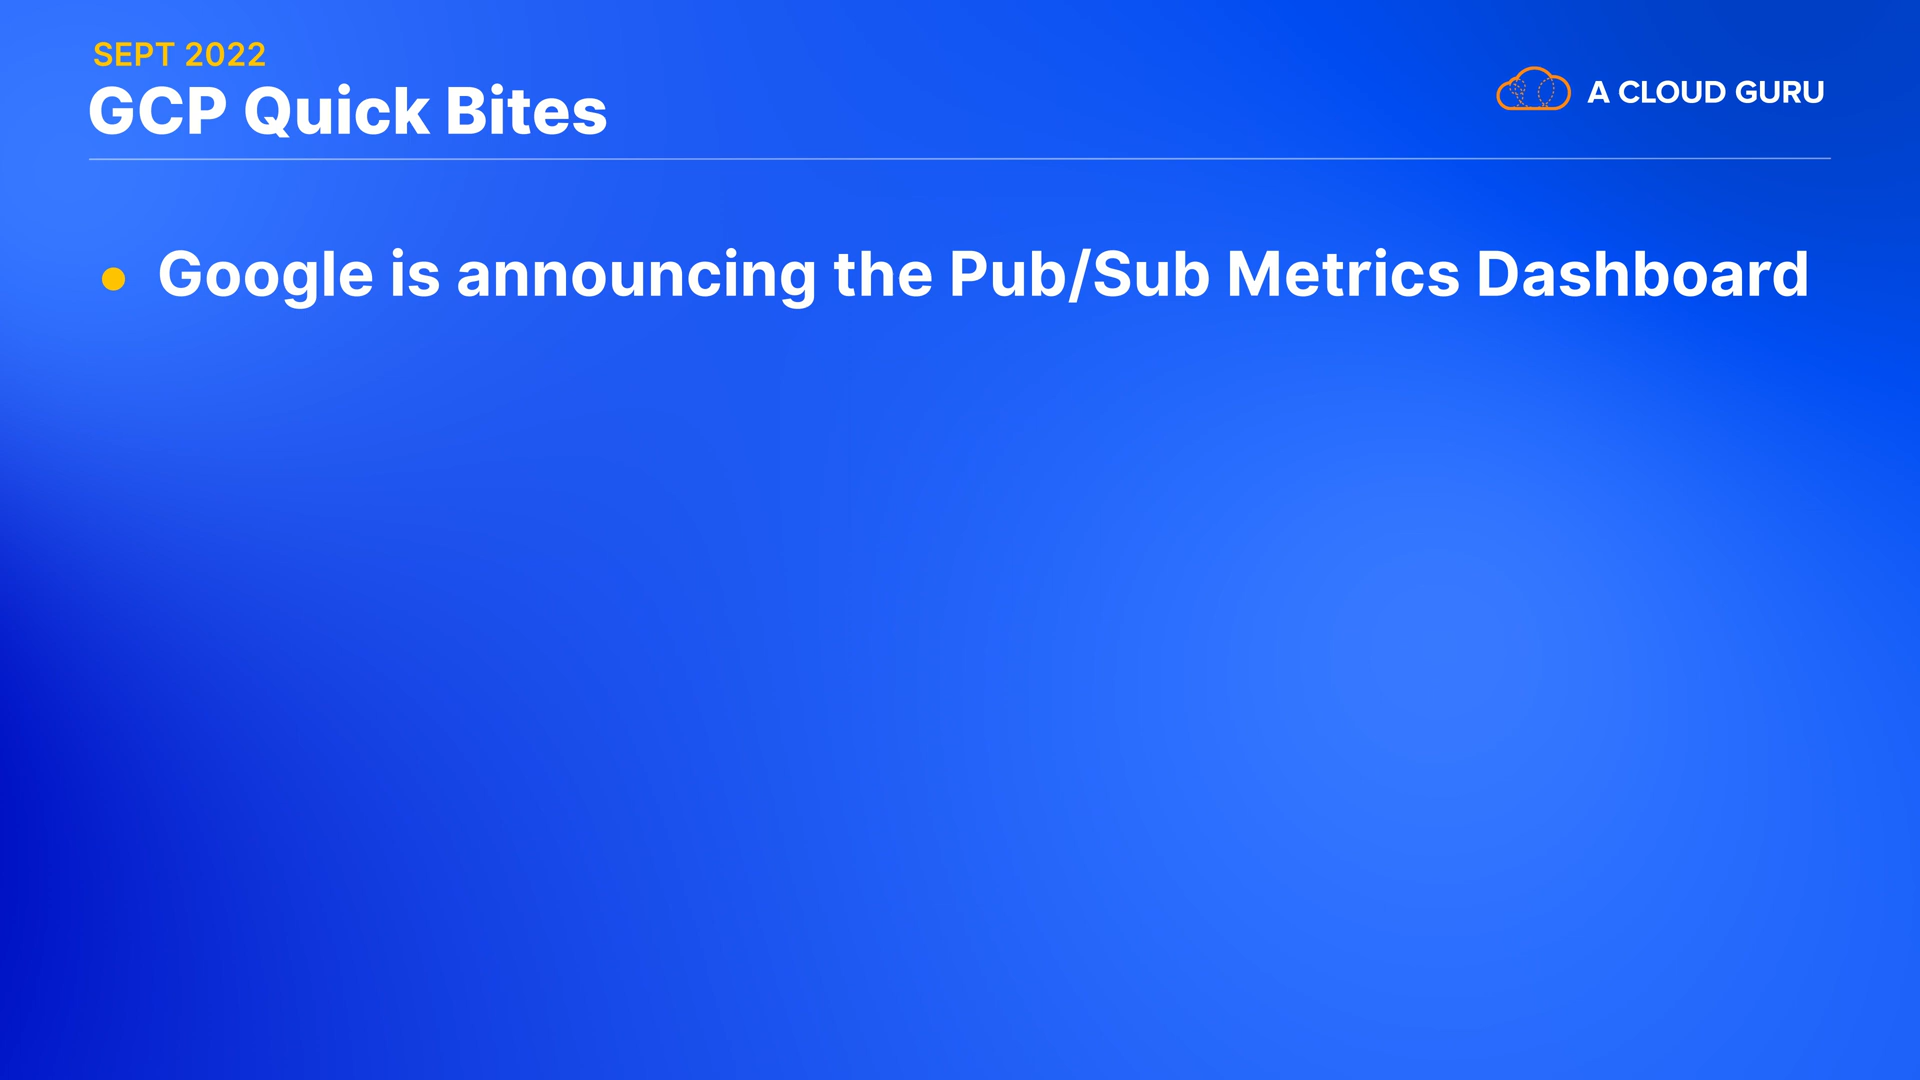 SEPT 2022
GCP Quick Bites
A CLOUD GURU
Google is announcing the Pub/Sub Metrics Dashboard